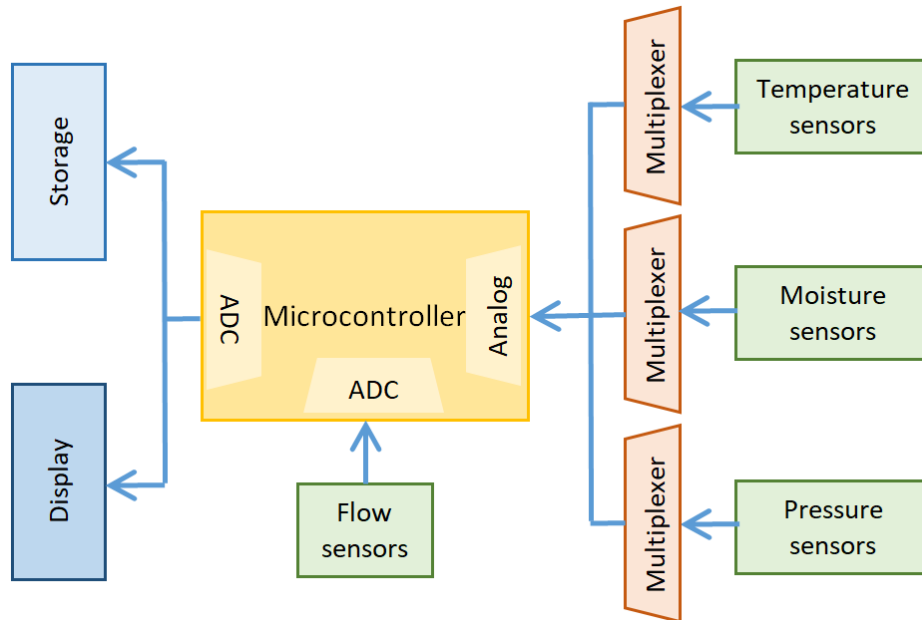 Storage
Display
ADC
Microcontroller
Analog
ADC
Flow
sensors
Multiplexer
Temperature
sensors
Multiplexer
Moisture
sensors
Multiplexer
Pressure
sensors